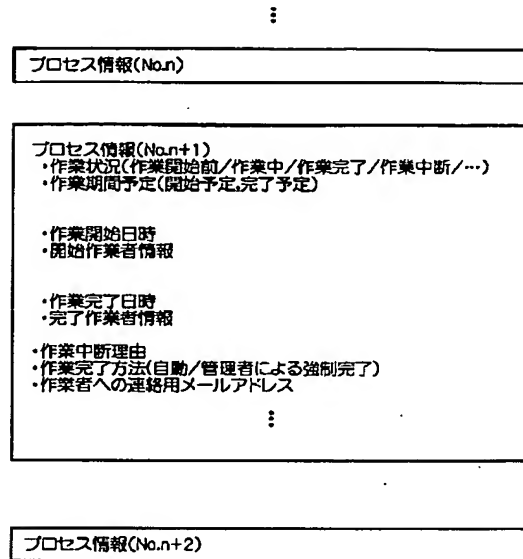 プロセス情報(No.n)
プロセス情報(No.n+1)
・作業状況(作業開始前/作業中/作業完了/作業中断/…)
・作業期間予定(開始予定,完了予定)
・作業開始日時
・開始作業者情報
・作業完了日時
・完了作業者情報
・作業中断理由
・作業完了方法(自動/管理者による強制完了)
・作業者への連絡用メールアドレス
プロセス情報(No.n+2)